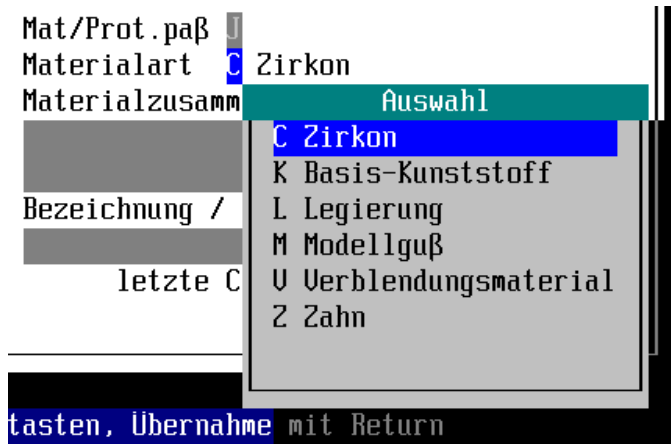 Mat/Prot.paß J
Materialart C Zirkon
Materialzusamm
Auswahl
C Zirkon
K Basis-Kunststoff
L Legierung
M Modellguß
V Verblendungsmaterial
Z Zahn
Bezeichnung /
letzte C
tasten, Übernahme mit Return